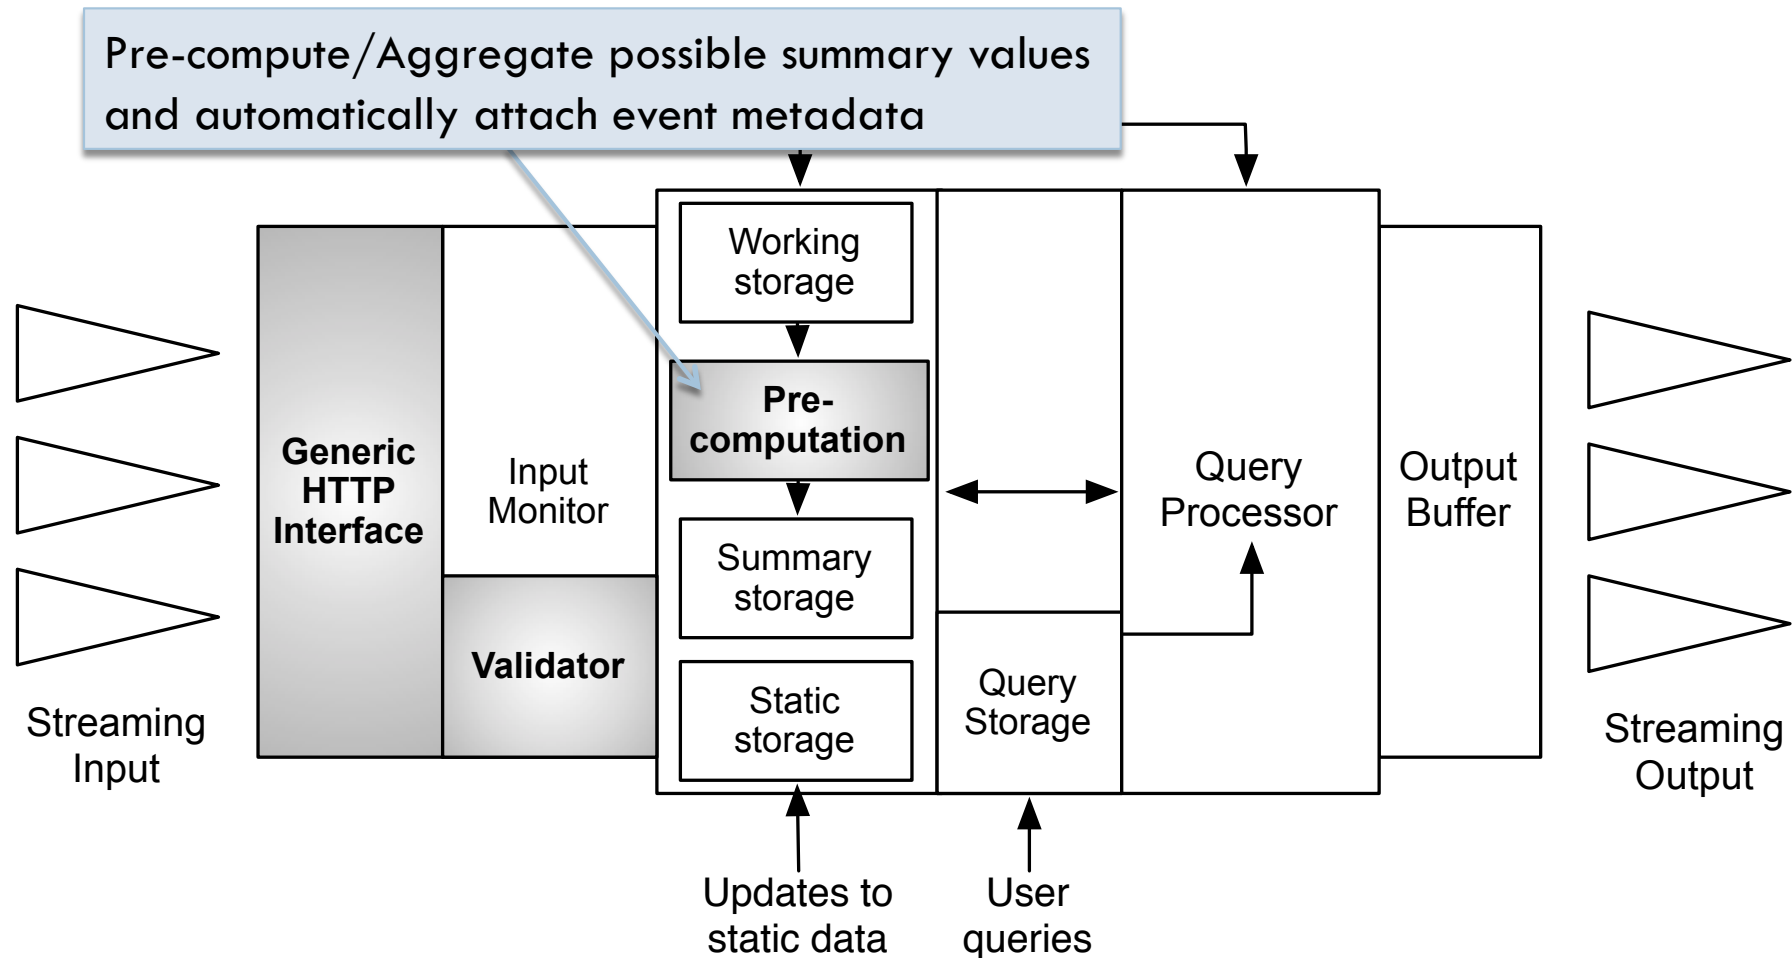 Pre-compute/Aggregate possible summary values
and automatically attach event metadata
Working
storage
Pre-
computation
Summary
storage
Static
storage
Generic
HTTP
Interface
Input
Monitor
Validator
Query
Storage
Query
Processor
Output
Buffer
Streaming
Input
Streaming
Output
Updates to
static data
User
queries